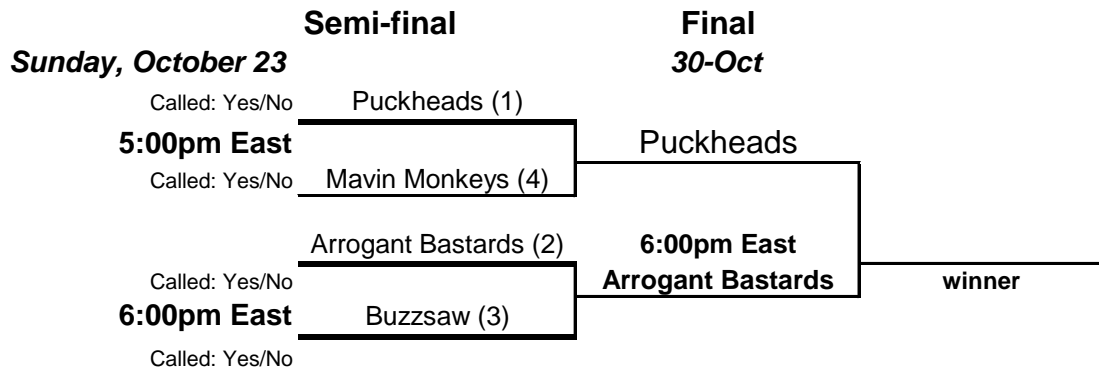 Semi-final Final
Sunday, October 23 30-Oct
Called: Yes/No Puckheads (1)
5:00pm East Puckheads
Called: Yes/No Mavin Monkeys (4)
Arrogant Bastards (2) 6:00pm East
Called: Yes/No Arrogant Bastards winner
6:00pm East Buzzsaw (3)
Called: Yes/No